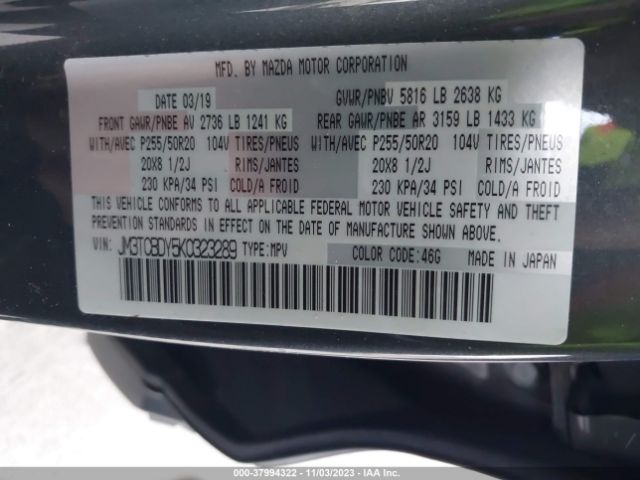 MFD. BY MAZDA MOTOR CORPORATION
DATE 03/19 GVWR/PNBV 5816 LB 2638 KG
FRONT GAWR/PNBE AV 2736 LB 1241 KG REAR GAWR/PNBE AR 3159 LB 1433 KG
WITH/AVEC P255/50R20 104V TIRES/PNEUS WITH/AVEC P255/50R20 104V TIRES/PNEUS
20X8 1/2J RIMS/JANTES 20X8 1/2J RIMS/JANTES
230 KPA/34 PSI COLD/A FROID 230 KPA/34 PSI COLD/A FROID
THIS VEHICLE CONFORMS TO ALL APPLICABLE FEDERAL MOTOR VEHICLE SAFETY AND THEFT
PREVENTION STANDARDS IN EFFECT ON THE DATE OF MANUFACTURE SHOWN ABOVE.
VIN: JM3TCBDY5K0323289 TYPE:MPV COLOR CODE:46G MADE IN JAPAN
000-37994322 | 11/03/2023 | IAAI.COM